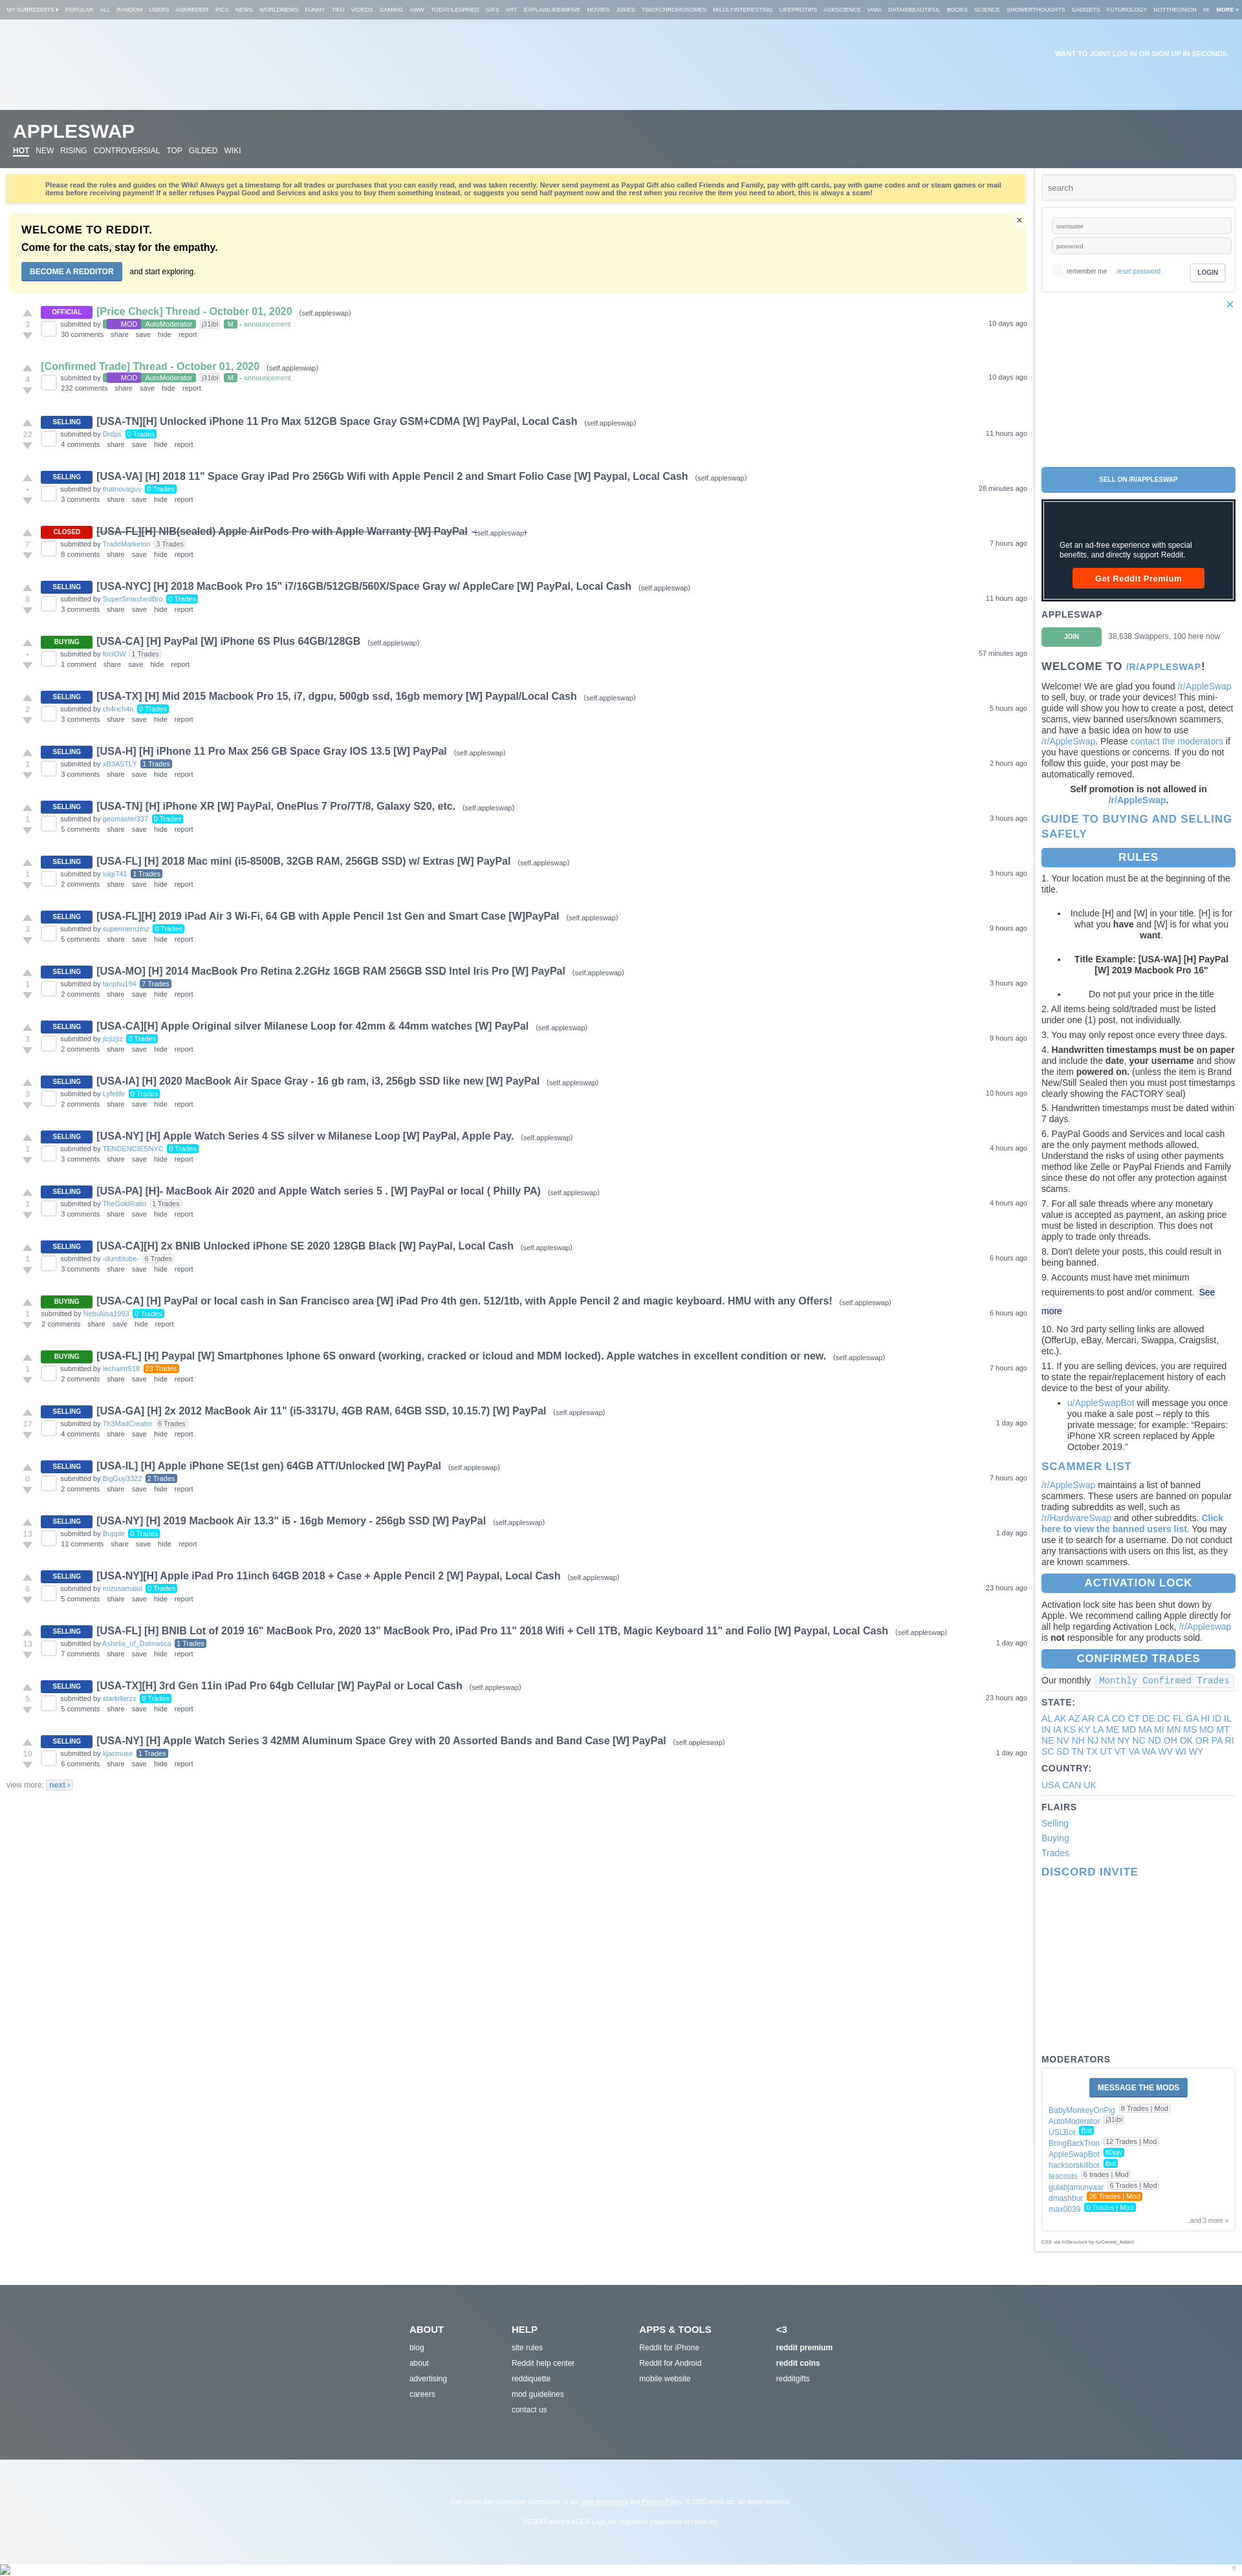 MY SUBREDDITS ▾ POPULAR ALL RANDOM USERS ASKREDDIT PICS NEWS WORLDNEWS FUNNY TIFU VIDEOS GAMING AWW TODAYILEARNED GIFS ART EXPLAINLIKEIMFIVE MOVIES JOKES TWOXCHROMOSOMES MILDLYINTERESTING LIFEPROTIPS ASKSCIENCE IAMA DATAISBEAUTIFUL BOOKS SCIENCE SHOWERTHOUGHTS GADGETS FUTUROLOGY NOTTHEONION HI MORE »
WANT TO JOIN? LOG IN OR SIGN UP IN SECONDS.
APPLESWAP
HOT NEW RISING CONTROVERSIAL TOP GILDED WIKI
Please read the rules and guides on the Wiki! Always get a timestamp for all trades or purchases that you can easily read, and was taken recently. Never send payment as Paypal Gift also called Friends and Family, pay with gift cards, pay with game codes and or steam games or mail
items before receiving payment! If a seller refuses Paypal Good and Services and asks you to buy them something instead, or suggests you send half payment now and the rest when you receive the item you need to abort, this is always a scam!
WELCOME TO REDDIT.
×
Come for the cats, stay for the empathy.
BECOME A REDDITOR and start exploring.
OFFICIAL [Price Check] Thread - October 01, 2020 (self.appleswap)
3 submitted by MOD AutoModerator j31ibl M - announcement 10 days ago
30 comments share save hide report
[Confirmed Trade] Thread - October 01, 2020 (self.appleswap)
4 submitted by MOD AutoModerator j31ibl M - announcement 10 days ago
232 comments share save hide report
SELLING [USA-TN][H] Unlocked iPhone 11 Pro Max 512GB Space Gray GSM+CDMA [W] PayPal, Local Cash (self.appleswap)
22 submitted by Drdps 0 Trades 11 hours ago
4 comments share save hide report
SELLING [USA-VA] [H] 2018 11" Space Gray iPad Pro 256Gb Wifi with Apple Pencil 2 and Smart Folio Case [W] Paypal, Local Cash (self.appleswap)
• submitted by thatnovaguy 0 Trades 28 minutes ago
3 comments share save hide report
CLOSED [USA-FL][H] NIB(sealed) Apple AirPods Pro with Apple Warranty [W] PayPal (self.appleswap)
7 submitted by TradeMarketon 3 Trades 7 hours ago
8 comments share save hide report
SELLING [USA-NYC] [H] 2018 MacBook Pro 15" i7/16GB/512GB/560X/Space Gray w/ AppleCare [W] PayPal, Local Cash (self.appleswap)
8 submitted by SuperSmashedBro 0 Trades 11 hours ago
3 comments share save hide report
BUYING [USA-CA] [H] PayPal [W] iPhone 6S Plus 64GB/128GB (self.appleswap)
• submitted by fociOW 1 Trades 57 minutes ago
1 comment share save hide report
SELLING [USA-TX] [H] Mid 2015 Macbook Pro 15, i7, dgpu, 500gb ssd, 16gb memory [W] Paypal/Local Cash (self.appleswap)
2 submitted by ch4nch4n 0 Trades 5 hours ago
3 comments share save hide report
SELLING [USA-H] [H] iPhone 11 Pro Max 256 GB Space Gray IOS 13.5 [W] PayPal (self.appleswap)
1 submitted by xB3ASTLY 1 Trades 2 hours ago
3 comments share save hide report
SELLING [USA-TN] [H] iPhone XR [W] PayPal, OnePlus 7 Pro/7T/8, Galaxy S20, etc. (self.appleswap)
1 submitted by geomaster337 0 Trades 3 hours ago
5 comments share save hide report
SELLING [USA-FL] [H] 2018 Mac mini (i5-8500B, 32GB RAM, 256GB SSD) w/ Extras [W] PayPal (self.appleswap)
1 submitted by luigi741 1 Trades 3 hours ago
2 comments share save hide report
SELLING [USA-FL][H] 2019 iPad Air 3 Wi-Fi, 64 GB with Apple Pencil 1st Gen and Smart Case [W]PayPal (self.appleswap)
3 submitted by supermemzmz 0 Trades 9 hours ago
5 comments share save hide report
SELLING [USA-MO] [H] 2014 MacBook Pro Retina 2.2GHz 16GB RAM 256GB SSD Intel Iris Pro [W] PayPal (self.appleswap)
1 submitted by tanphu194 7 Trades 3 hours ago
2 comments share save hide report
SELLING [USA-CA][H] Apple Original silver Milanese Loop for 42mm & 44mm watches [W] PayPal (self.appleswap)
3 submitted by jizjizjiz 0 Trades 9 hours ago
2 comments share save hide report
SELLING [USA-IA] [H] 2020 MacBook Air Space Gray - 16 gb ram, i3, 256gb SSD like new [W] PayPal (self.appleswap)
3 submitted by Lyfelife 0 Trades 10 hours ago
2 comments share save hide report
SELLING [USA-NY] [H] Apple Watch Series 4 SS silver w Milanese Loop [W] PayPal, Apple Pay. (self.appleswap)
1 submitted by TENDENCIESNYC 0 Trades 4 hours ago
3 comments share save hide report
SELLING [USA-PA] [H]- MacBook Air 2020 and Apple Watch series 5 . [W] PayPal or local ( Philly PA) (self.appleswap)
1 submitted by TheGoldRatio 1 Trades 4 hours ago
3 comments share save hide report
SELLING [USA-CA][H] 2x BNIB Unlocked iPhone SE 2020 128GB Black [W] PayPal, Local Cash (self.appleswap)
1 submitted by -dumbtube- 6 Trades 6 hours ago
3 comments share save hide report
BUYING [USA-CA] [H] PayPal or local cash in San Francisco area [W] iPad Pro 4th gen. 512/1tb, with Apple Pencil 2 and magic keyboard. HMU with any Offers! (self.appleswap)
1 submitted by Nebulosa1993 0 Trades 6 hours ago
2 comments share save hide report
BUYING [USA-FL] [H] Paypal [W] Smartphones Iphone 6S onward (working, cracked or icloud and MDM locked). Apple watches in excellent condition or new. (self.appleswap)
1 submitted by lechaimS18 23 Trades 7 hours ago
2 comments share save hide report
SELLING [USA-GA] [H] 2x 2012 MacBook Air 11" (i5-3317U, 4GB RAM, 64GB SSD, 10.15.7) [W] PayPal (self.appleswap)
17 submitted by Th3MadCreator 6 Trades 1 day ago
4 comments share save hide report
SELLING [USA-IL] [H] Apple iPhone SE(1st gen) 64GB ATT/Unlocked [W] PayPal (self.appleswap)
0 submitted by BigGuy3322 2 Trades 7 hours ago
2 comments share save hide report
SELLING [USA-NY] [H] 2019 Macbook Air 13.3" i5 - 16gb Memory - 256gb SSD [W] PayPal (self.appleswap)
13 submitted by Bupple 0 Trades 1 day ago
11 comments share save hide report
SELLING [USA-NY][H] Apple iPad Pro 11inch 64GB 2018 + Case + Apple Pencil 2 [W] Paypal, Local Cash (self.appleswap)
6 submitted by mizusamalol 0 Trades 23 hours ago
5 comments share save hide report
SELLING [USA-FL] [H] BNIB Lot of 2019 16" MacBook Pro, 2020 13" MacBook Pro, iPad Pro 11" 2018 Wifi + Cell 1TB, Magic Keyboard 11" and Folio [W] Paypal, Local Cash (self.appleswap)
13 submitted by Ashelia_of_Dalmasca 1 Trades 1 day ago
7 comments share save hide report
SELLING [USA-TX][H] 3rd Gen 11in iPad Pro 64gb Cellular [W] PayPal or Local Cash (self.appleswap)
5 submitted by starkillerzx 0 Trades 23 hours ago
5 comments share save hide report
SELLING [USA-NY] [H] Apple Watch Series 3 42MM Aluminum Space Grey with 20 Assorted Bands and Band Case [W] PayPal (self.appleswap)
10 submitted by kjacmuse 1 Trades 1 day ago
6 comments share save hide report
view more: next ›
search
username
password
remember me reset password LOGIN
SELL ON /R/APPLESWAP
Get an ad-free experience with special
benefits, and directly support Reddit.
Get Reddit Premium
APPLESWAP
JOIN 38,638 Swappers, 100 here now
WELCOME TO /R/APPLESWAP!
Welcome! We are glad you found /r/AppleSwap
to sell, buy, or trade your devices! This mini-
guide will show you how to create a post, detect
scams, view banned users/known scammers,
and have a basic idea on how to use
/r/AppleSwap. Please contact the moderators if
you have questions or concerns. If you do not
follow this guide, your post may be
automatically removed.
Self promotion is not allowed in
/r/AppleSwap.
GUIDE TO BUYING AND SELLING
SAFELY
RULES
1. Your location must be at the beginning of the
title.
• Include [H] and [W] in your title. [H] is for
what you have and [W] is for what you
want.
• Title Example: [USA-WA] [H] PayPal
[W] 2019 Macbook Pro 16"
• Do not put your price in the title
2. All items being sold/traded must be listed
under one (1) post, not individually.
3. You may only repost once every three days.
4. Handwritten timestamps must be on paper
and include the date, your username and show
the item powered on. (unless the item is Brand
New/Still Sealed then you must post timestamps
clearly showing the FACTORY seal)
5. Handwritten timestamps must be dated within
7 days.
6. PayPal Goods and Services and local cash
are the only payment methods allowed.
Understand the risks of using other payments
method like Zelle or PayPal Friends and Family
since these do not offer any protection against
scams.
7. For all sale threads where any monetary
value is accepted as payment, an asking price
must be listed in description. This does not
apply to trade only threads.
8. Don't delete your posts, this could result in
being banned.
9. Accounts must have met minimum
requirements to post and/or comment. See
more
10. No 3rd party selling links are allowed
(OfferUp, eBay, Mercari, Swappa, Craigslist,
etc.).
11. If you are selling devices, you are required
to state the repair/replacement history of each
device to the best of your ability.
• u/AppleSwapBot will message you once
you make a sale post – reply to this
private message; for example: “Repairs:
iPhone XR screen replaced by Apple
October 2019.”
SCAMMER LIST
/r/AppleSwap maintains a list of banned
scammers. These users are banned on popular
trading subreddits as well, such as
/r/HardwareSwap and other subreddits. Click
here to view the banned users list. You may
use it to search for a username. Do not conduct
any transactions with users on this list, as they
are known scammers.
ACTIVATION LOCK
Activation lock site has been shut down by
Apple. We recommend calling Apple directly for
all help regarding Activation Lock, /r/Appleswap
is not responsible for any products sold.
CONFIRMED TRADES
Our monthly Monthly Confirmed Trades
STATE:
AL AK AZ AR CA CO CT DE DC FL GA HI ID IL
IN IA KS KY LA ME MD MA MI MN MS MO MT
NE NV NH NJ NM NY NC ND OH OK OR PA RI
SC SD TN TX UT VT VA WA WV WI WY
COUNTRY:
USA CAN UK
FLAIRS
Selling
Buying
Trades
DISCORD INVITE
MODERATORS
MESSAGE THE MODS
BabyMonkeyOnPig 8 Trades | Mod
AutoModerator j31ibl
USLBot Bot
BringBackTron 12 Trades | Mod
AppleSwapBot ft0pjv
hacksorskillbot Bot
teacosts 6 trades | Mod
gulabjamunyaar 6 Trades | Mod
dmashbur 26 Trades | Mod
max0039 0 Trades | Mod
...and 3 more »
CSS via /r/Structura by /u/Cereal_Addict
ABOUT
blog
about
advertising
careers
HELP
site rules
Reddit help center
reddiquette
mod guidelines
contact us
APPS & TOOLS
Reddit for iPhone
Reddit for Android
mobile website
<3
reddit premium
reddit coins
redditgifts
Use of this site constitutes acceptance of our User Agreement and Privacy Policy. © 2020 reddit inc. All rights reserved.
REDDIT and the ALIEN Logo are registered trademarks of reddit inc.
π